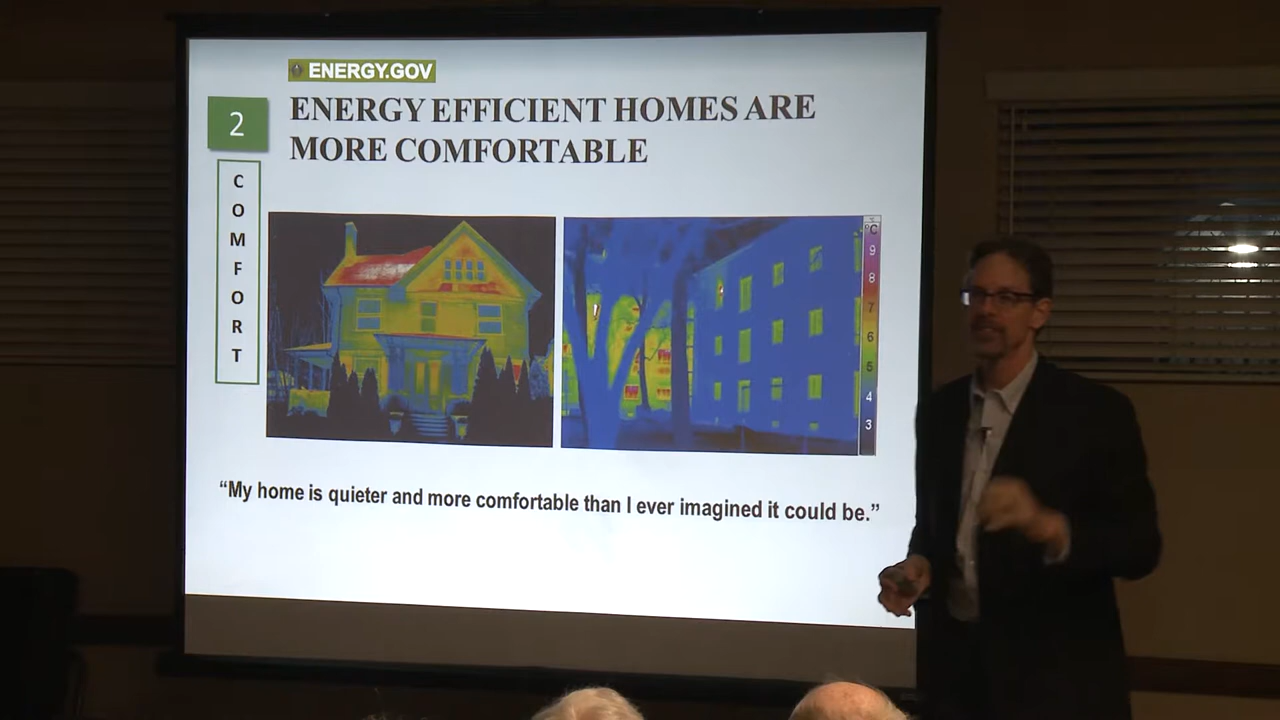 ENERGY.GOV
2
ENERGY EFFICIENT HOMES ARE
MORE COMFORTABLE
C
O
M
F
O
R
T
°C
9
8
7
6
5
4
3
“My home is quieter and more comfortable than I ever imagined it could be.”